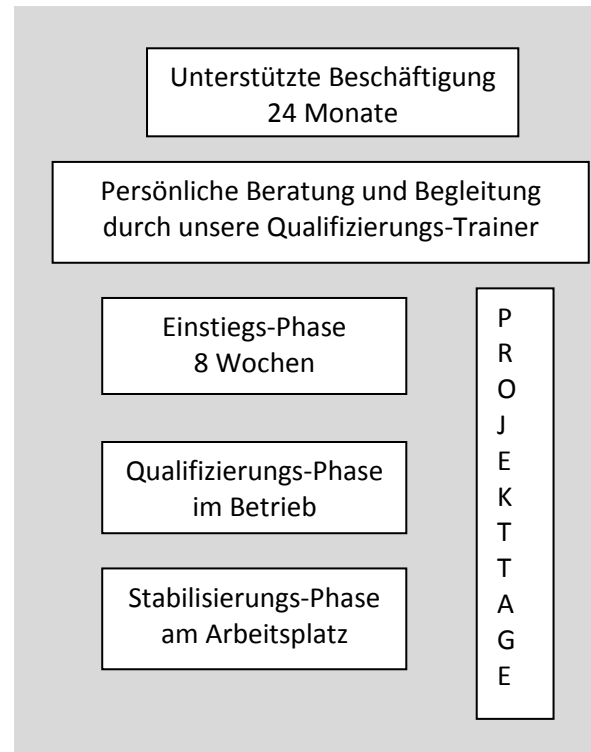 Unterstützte Beschäftigung
24 Monate
Persönliche Beratung und Begleitung
durch unsere Qualifizierungs-Trainer
Einstiegs-Phase
8 Wochen
Qualifizierungs-Phase
im Betrieb
Stabilisierungs-Phase
am Arbeitsplatz
P
R
O
J
E
K
T
T
A
G
E